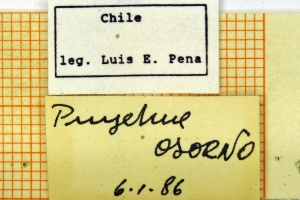 Chile
leg. Luis E. Pena
Puyehue
OSORNO
6.1.86